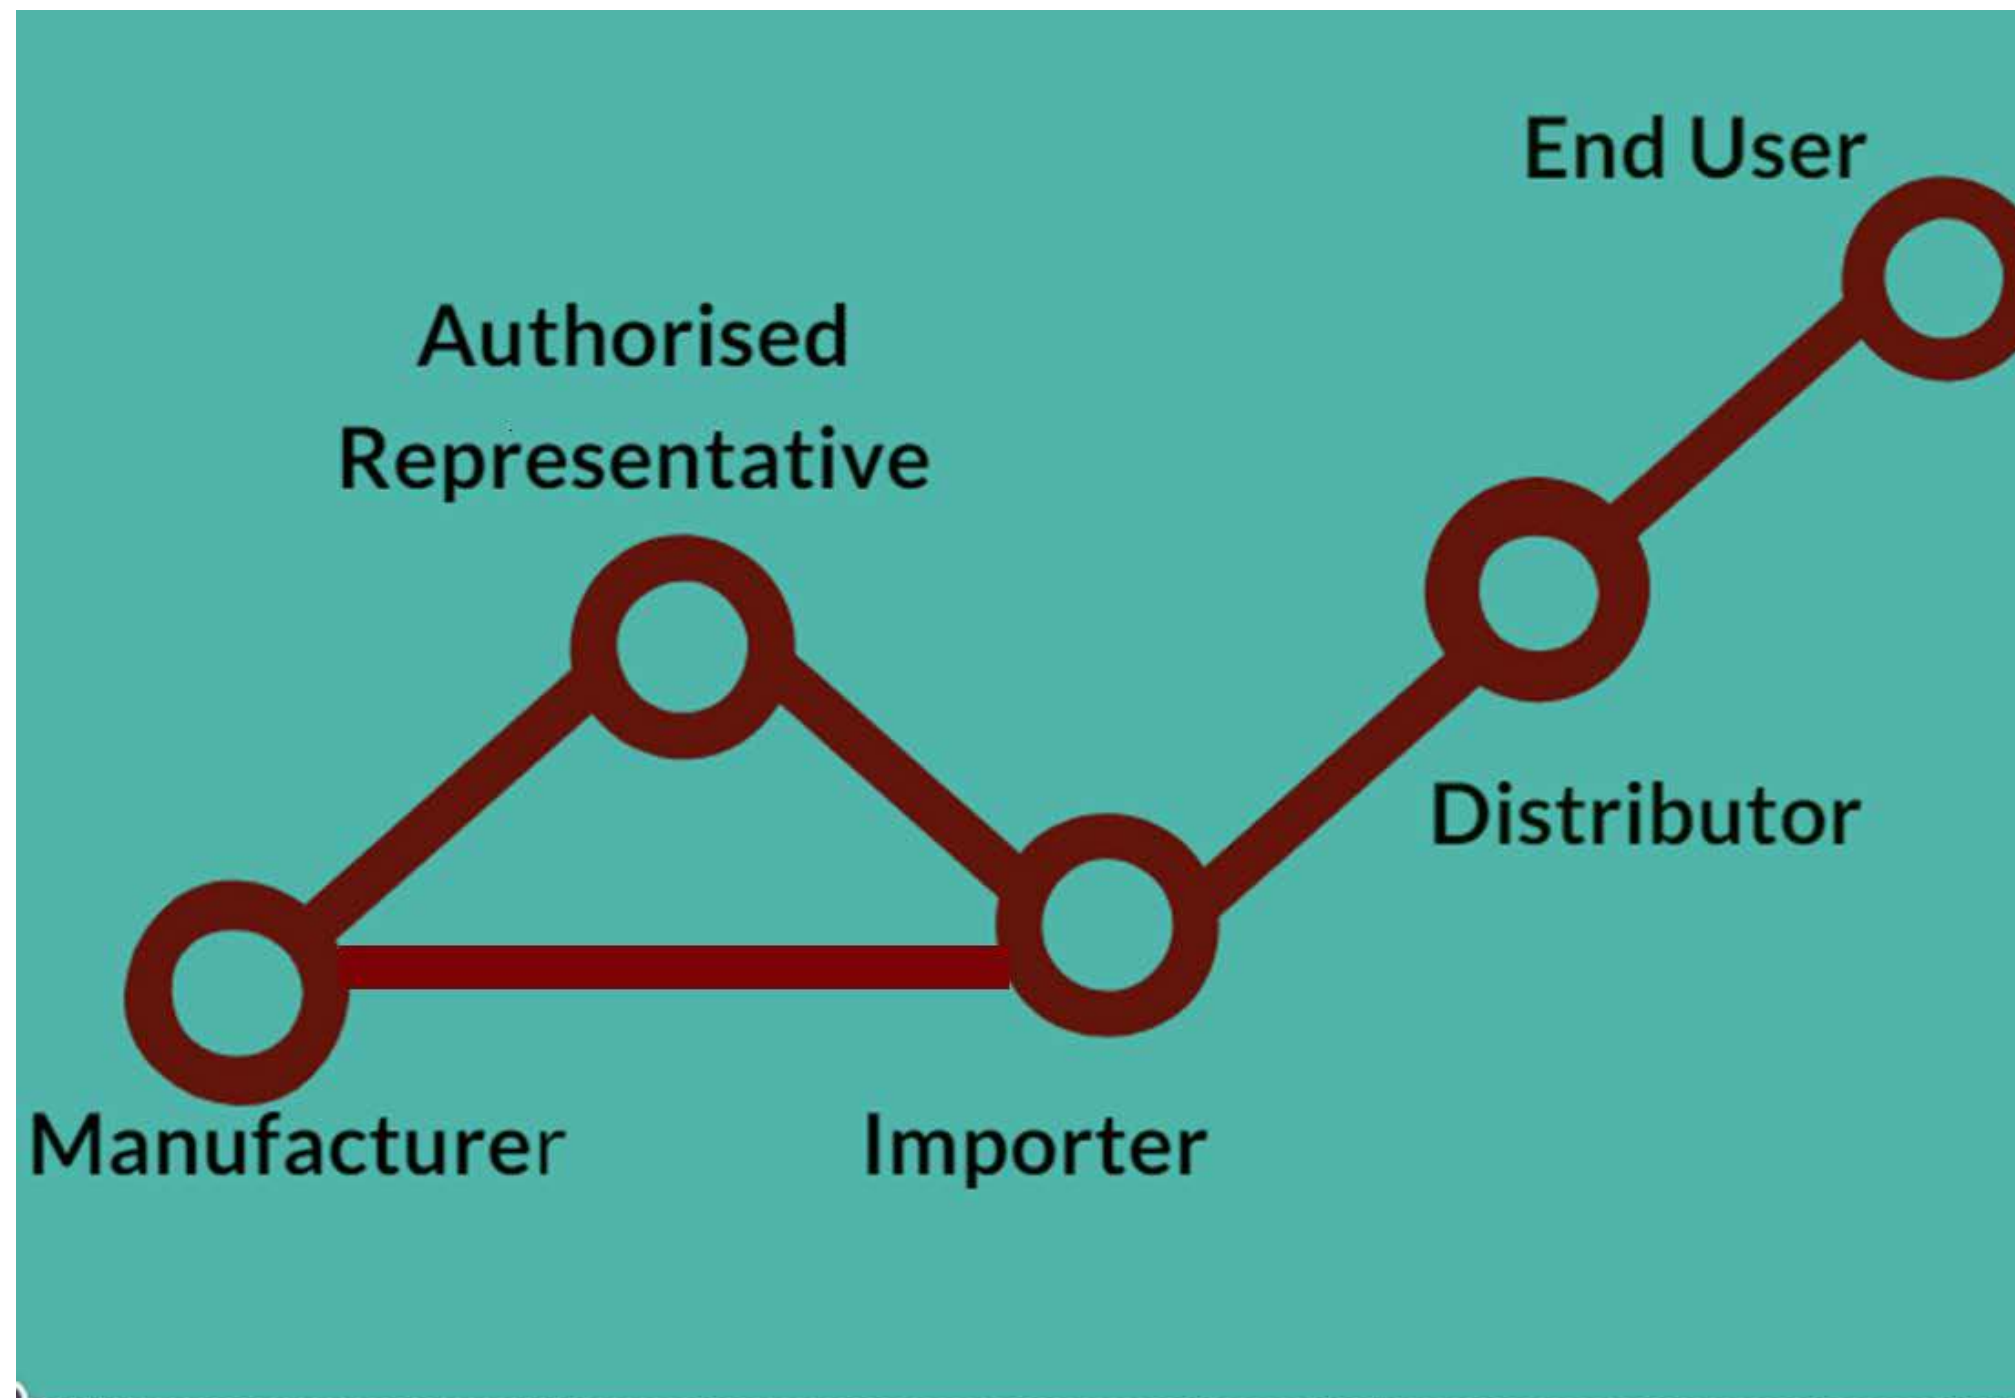 End User
Authorised
Representative
Distributor
Manufacturer
Importer